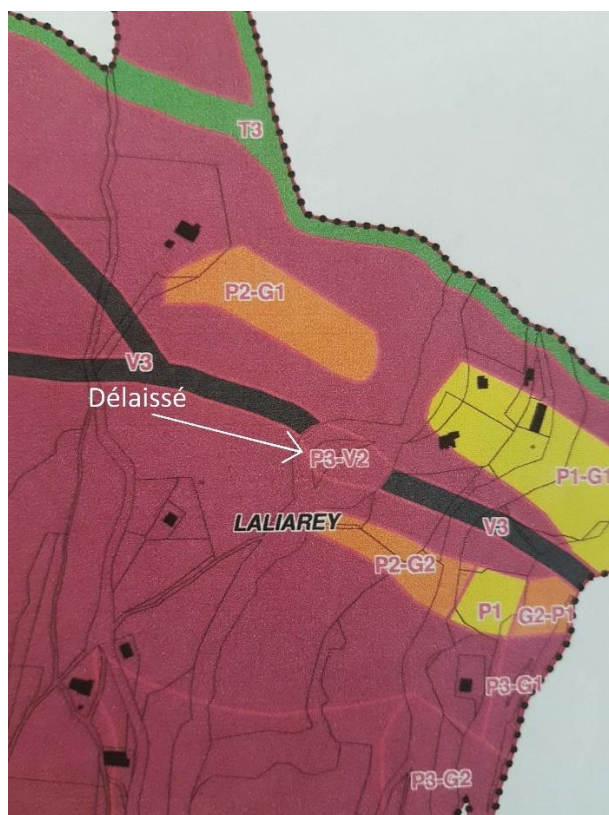 T3
P2-G1
V3
Délaissé
P3-V2
P1-G1
LALIAREY
V3
P2-G2
P1
G2-P1
P3-G1
P3-G2